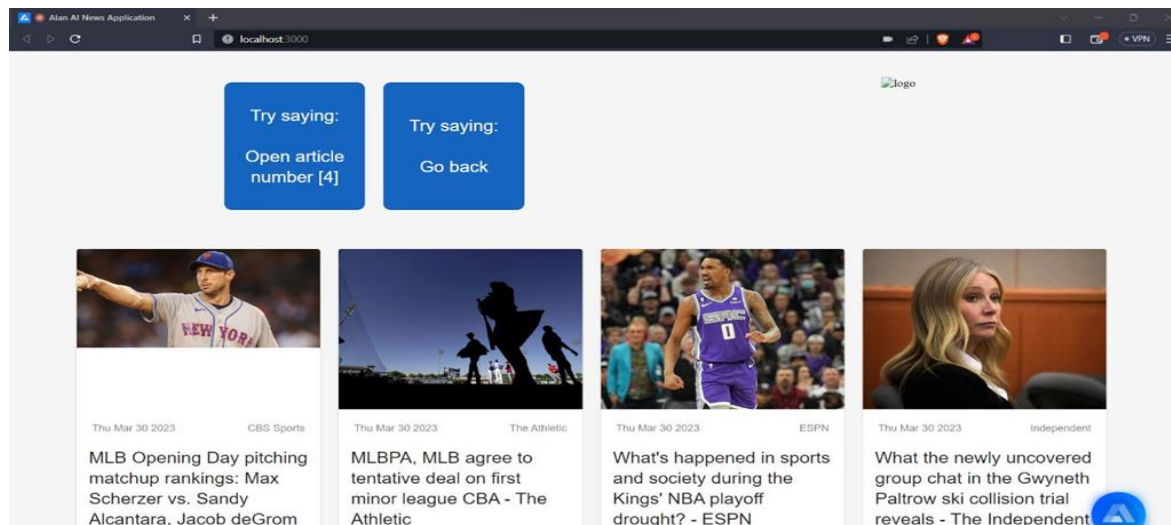 Alan AI News Application
localhost:3000
VPN
logo
Try saying:
Open article
number [4]
Try saying:
Go back
NEW YORK
SAC
0
Thu Mar 30 2023 CBS Sports
MLB Opening Day pitching
matchup rankings: Max
Scherzer vs. Sandy
Alcantara, Jacob deGrom
Thu Mar 30 2023 The Athletic
MLBPA, MLB agree to
tentative deal on first
minor league CBA - The
Athletic
Thu Mar 30 2023 ESPN
What's happened in sports
and society during the
Kings' NBA playoff
drought? - ESPN
Thu Mar 30 2023 Independent
What the newly uncovered
group chat in the Gwyneth
Paltrow ski collision trial
reveals - The Independent